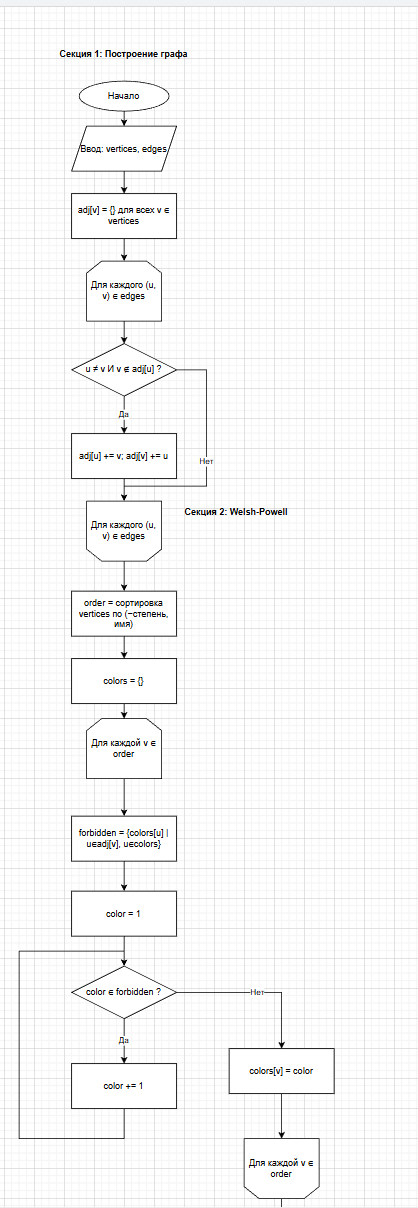 Секция 1: Построение графа
Начало
Ввод: vertices, edges
adj[v] = {} для всех v ∈
vertices
Для каждого (u,
v) ∈ edges
u ≠ v И v ∉ adj[u] ?
Да
adj[u] += v; adj[v] += u
Нет
Для каждого (u,
v) ∈ edges
Секция 2: Welsh-Powell
order = сортировка
vertices по (−степень,
имя)
colors = {}
Для каждой v ∈
order
forbidden = {colors[u] |
u∈adj[v], u∈colors}
color = 1
color ∈ forbidden ?
Нет
Да
colors[v] = color
color += 1
Для каждой v ∈
order